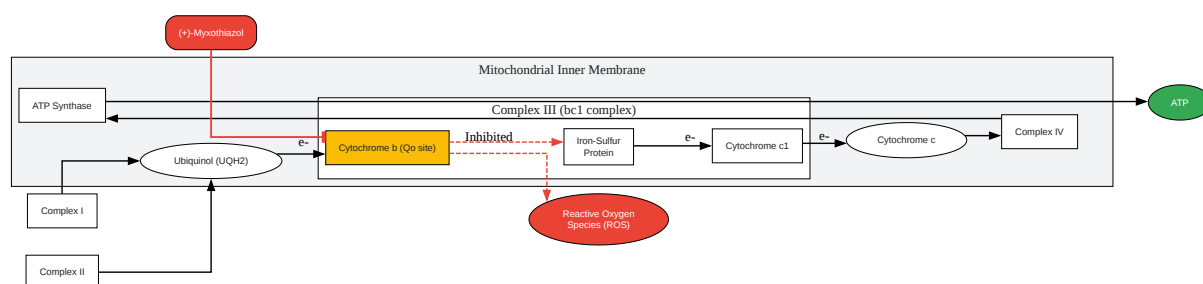 (+)-Myxothiazol
Mitochondrial Inner Membrane
ATP Synthase
ATP
Complex III (bc1 complex)
Complex IV
Inhibited
e-
e-
e-
Cytochrome b (Qo site)
Iron-Sulfur
Protein
Cytochrome c1
Cytochrome c
Ubiquinol (UQH2)
Complex I
Reactive Oxygen
Species (ROS)
Complex II